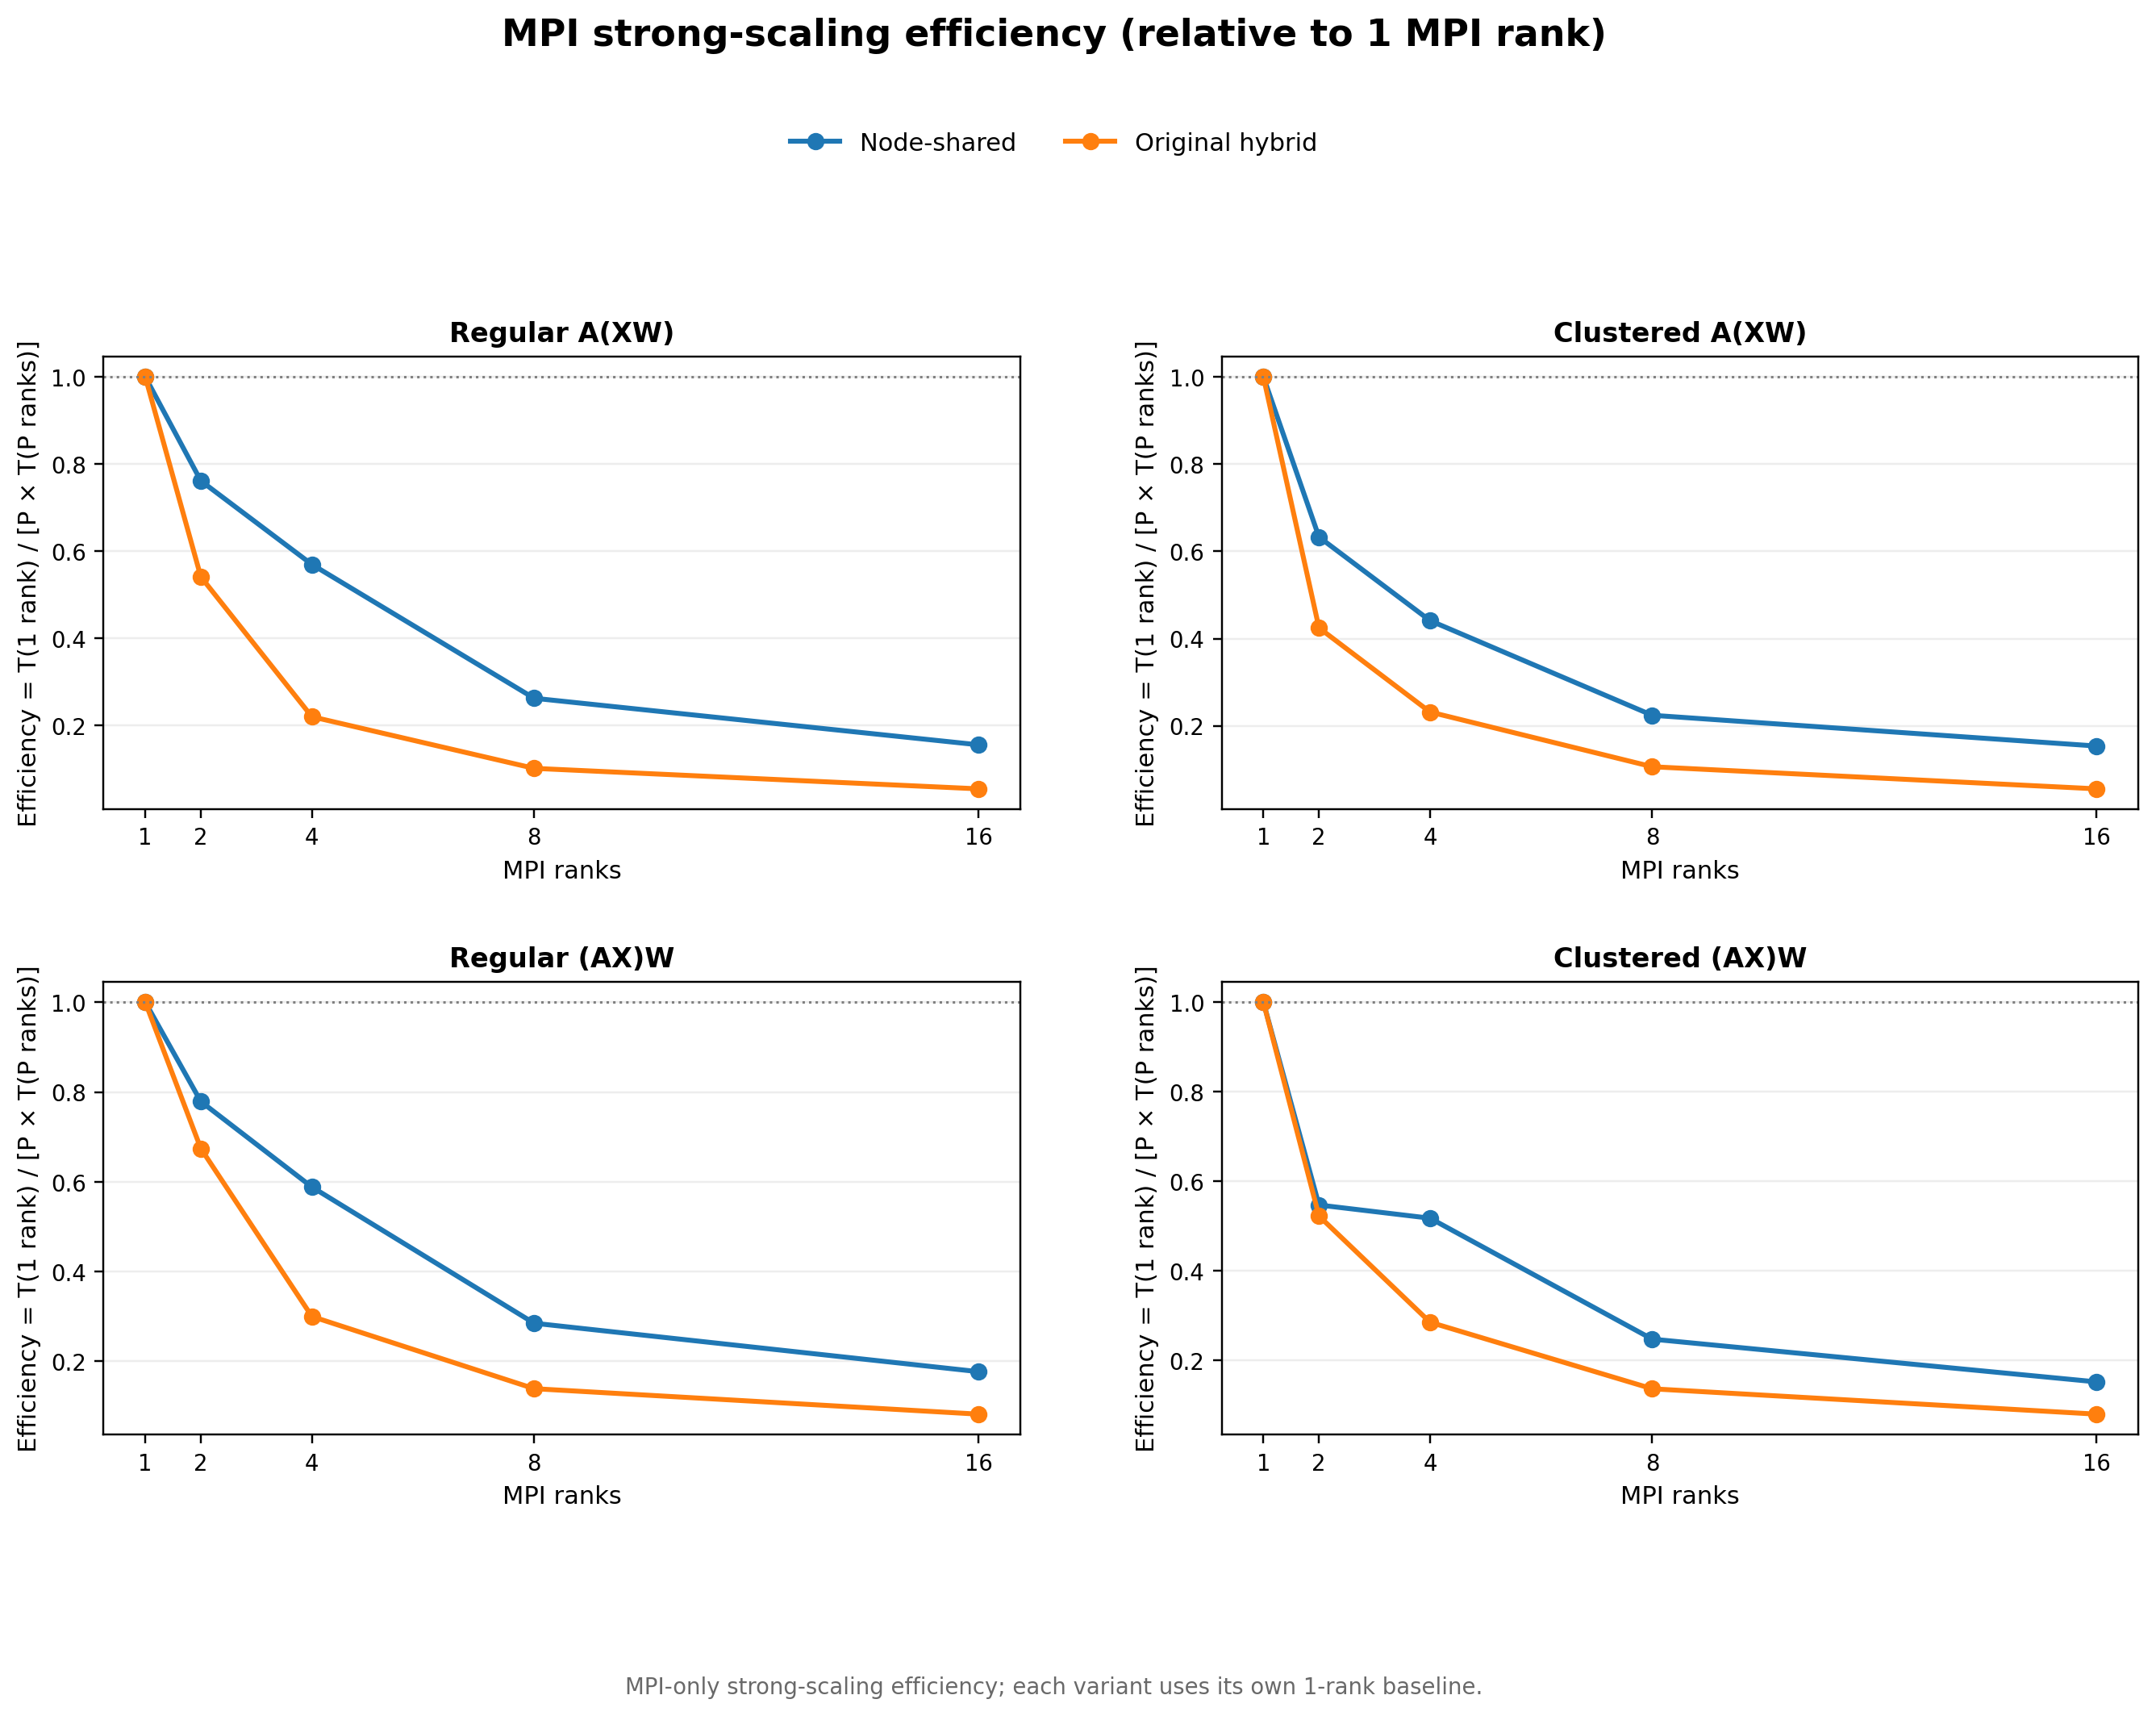 MPI strong-scaling efficiency (relative to 1 MPI rank)
Node-shared
Original hybrid
Regular A(XW)
Efficiency = T(1 rank) / [P × T(P ranks)]
1.0
0.8
0.6
0.4
0.2
1 2 4 8 16
MPI ranks
Clustered A(XW)
Efficiency = T(1 rank) / [P × T(P ranks)]
1.0
0.8
0.6
0.4
0.2
1 2 4 8 16
MPI ranks
Regular (AX)W
Efficiency = T(1 rank) / [P × T(P ranks)]
1.0
0.8
0.6
0.4
0.2
1 2 4 8 16
MPI ranks
Clustered (AX)W
Efficiency = T(1 rank) / [P × T(P ranks)]
1.0
0.8
0.6
0.4
0.2
1 2 4 8 16
MPI ranks
MPI-only strong-scaling efficiency; each variant uses its own 1-rank baseline.